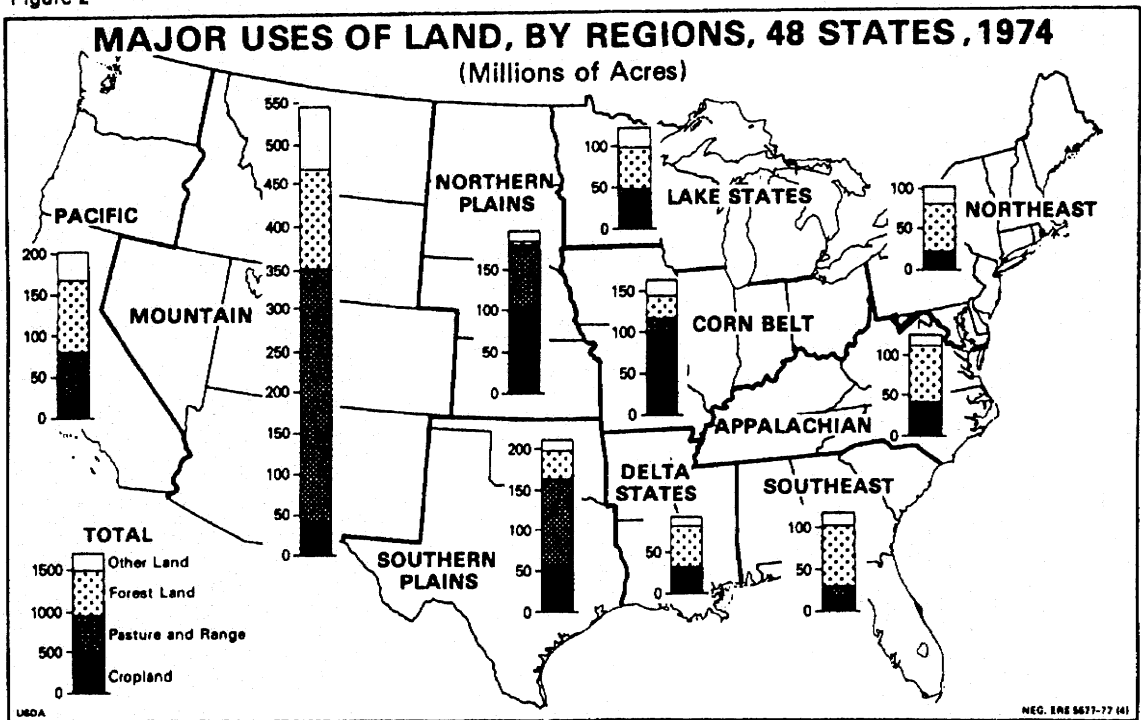 Figure 2
MAJOR USES OF LAND, BY REGIONS, 48 STATES, 1974
(Millions of Acres)
PACIFIC
200
150
100
50
0
MOUNTAIN
550
500
450
400
350
300
250
200
150
100
50
0
NORTHERN
PLAINS
150
100
50
0
LAKE STATES
100
50
0
NORTHEAST
100
50
0
CORN BELT
150
100
50
0
APPALACHIAN
100
50
0
SOUTHERN
PLAINS
200
150
100
50
0
DELTA
STATES
50
0
SOUTHEAST
100
50
0
TOTAL
1500
1000
500
0
Other Land
Forest Land
Pasture and Range
Cropland
USDA
NEG. ERS 5677-77 (4)